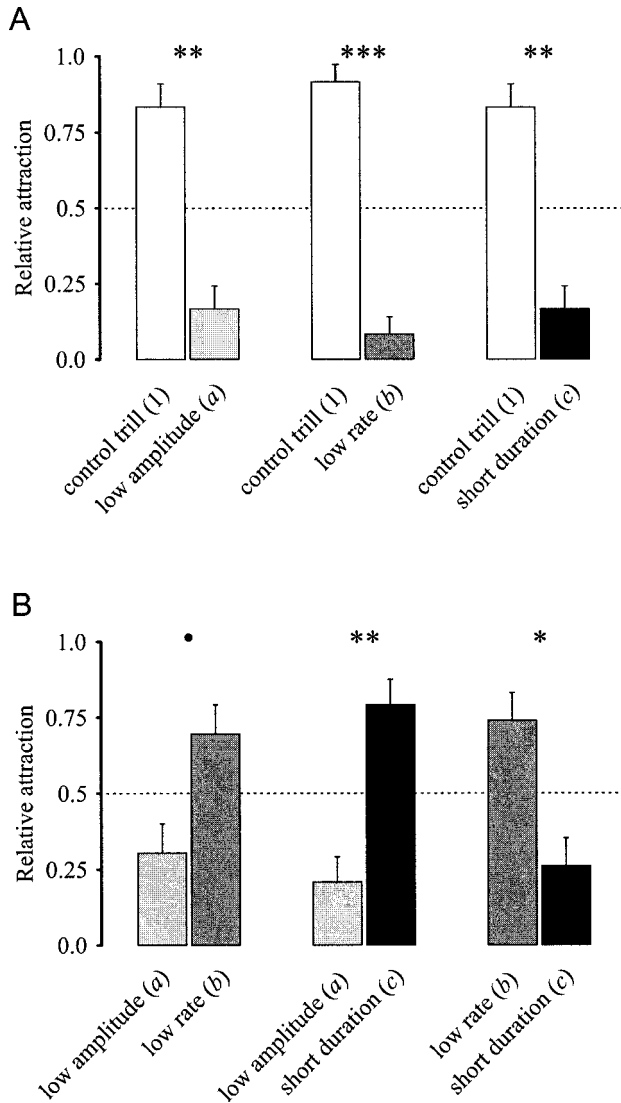 A
** *** **
1.0
0.75
0.5
0.25
0.0
Relative attraction
control trill (1)
low amplitude (a)
control trill (1)
low rate (b)
control trill (1)
short duration (c)
B
• ** *
1.0
0.75
0.5
0.25
0.0
Relative attraction
low amplitude (a)
low rate (b)
low amplitude (a)
short duration (c)
low rate (b)
short duration (c)